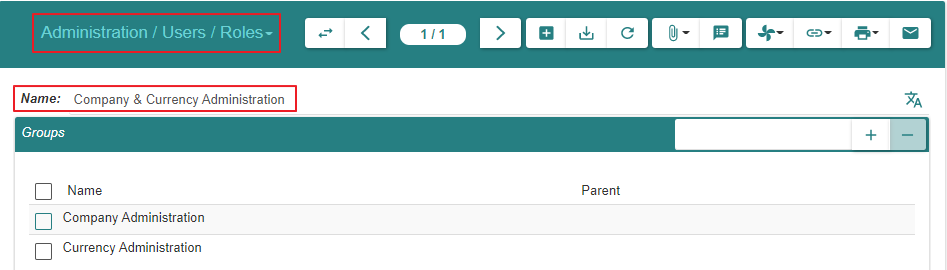 Administration / Users / Roles
1 / 1
Name: Company & Currency Administration
Groups
Name Parent
Company Administration
Currency Administration